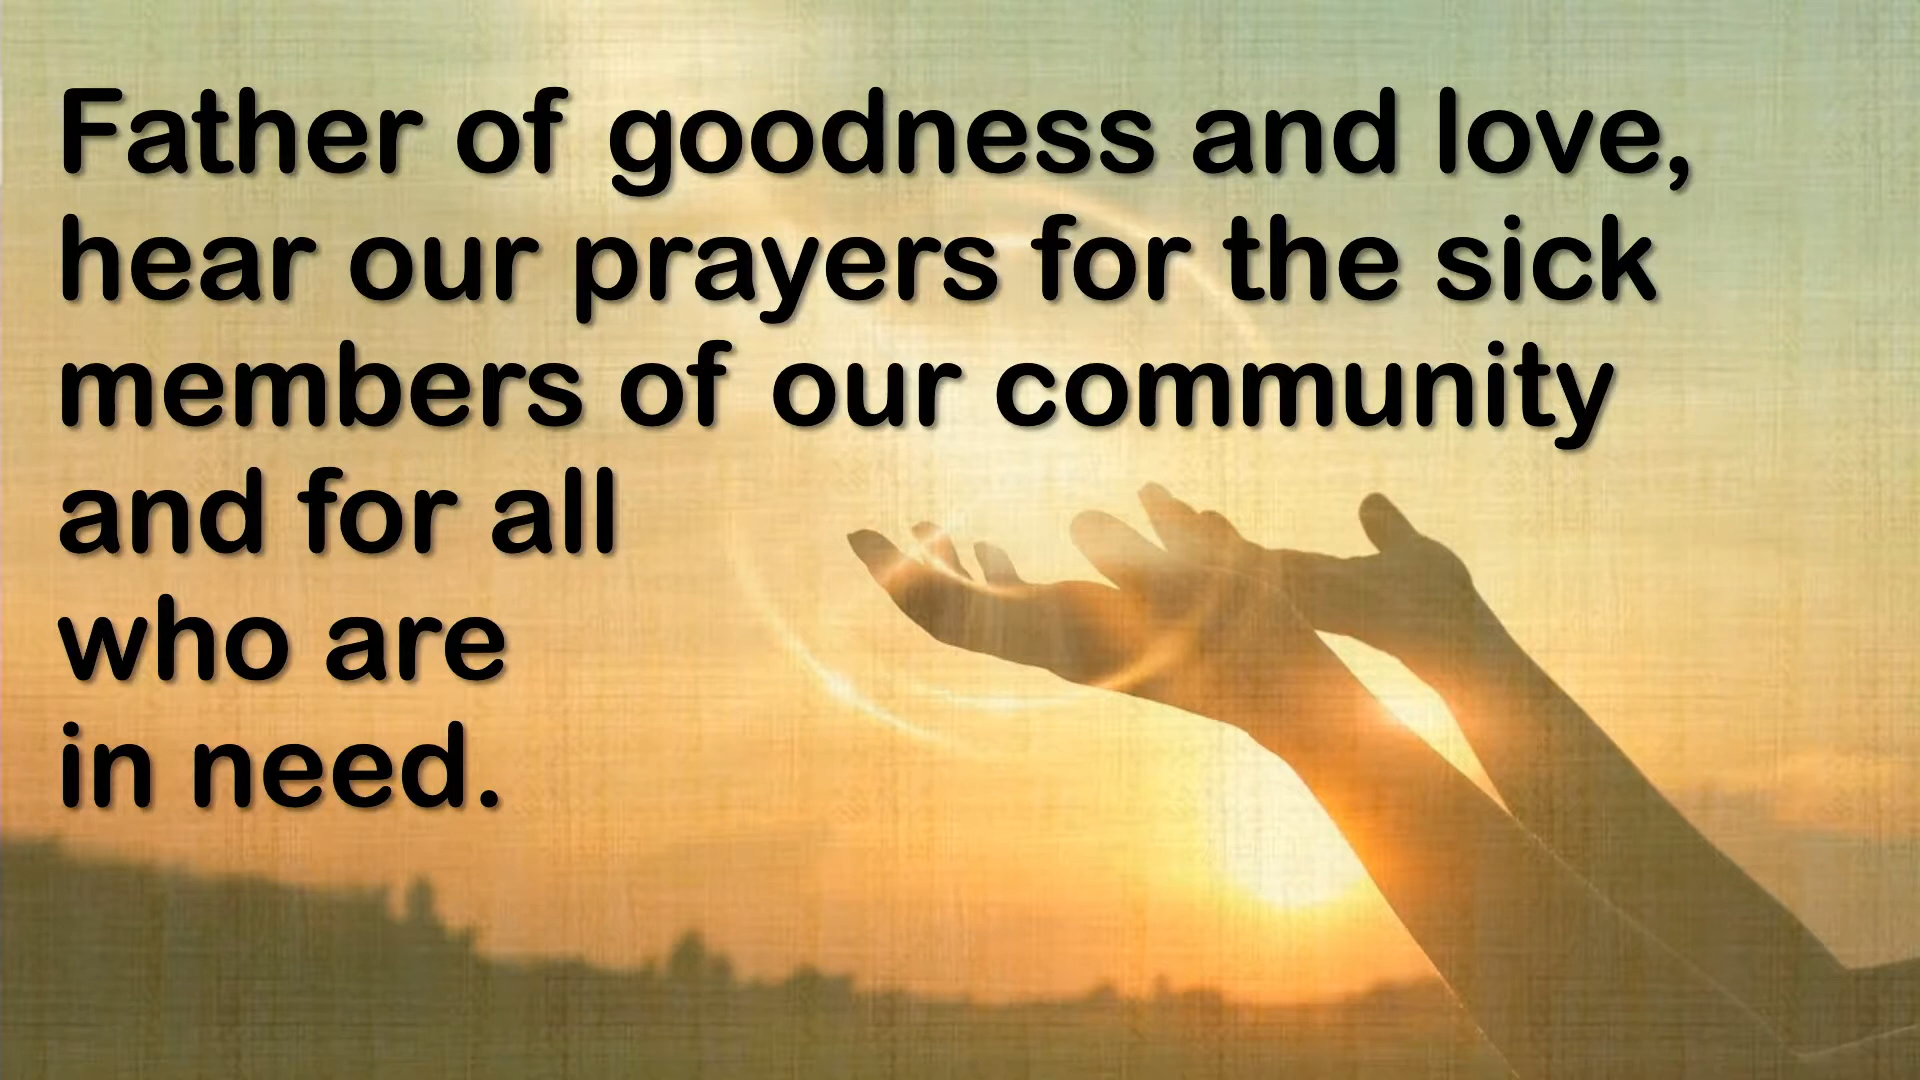 Father of goodness and love,
hear our prayers for the sick
members of our community
and for all
who are
in need.